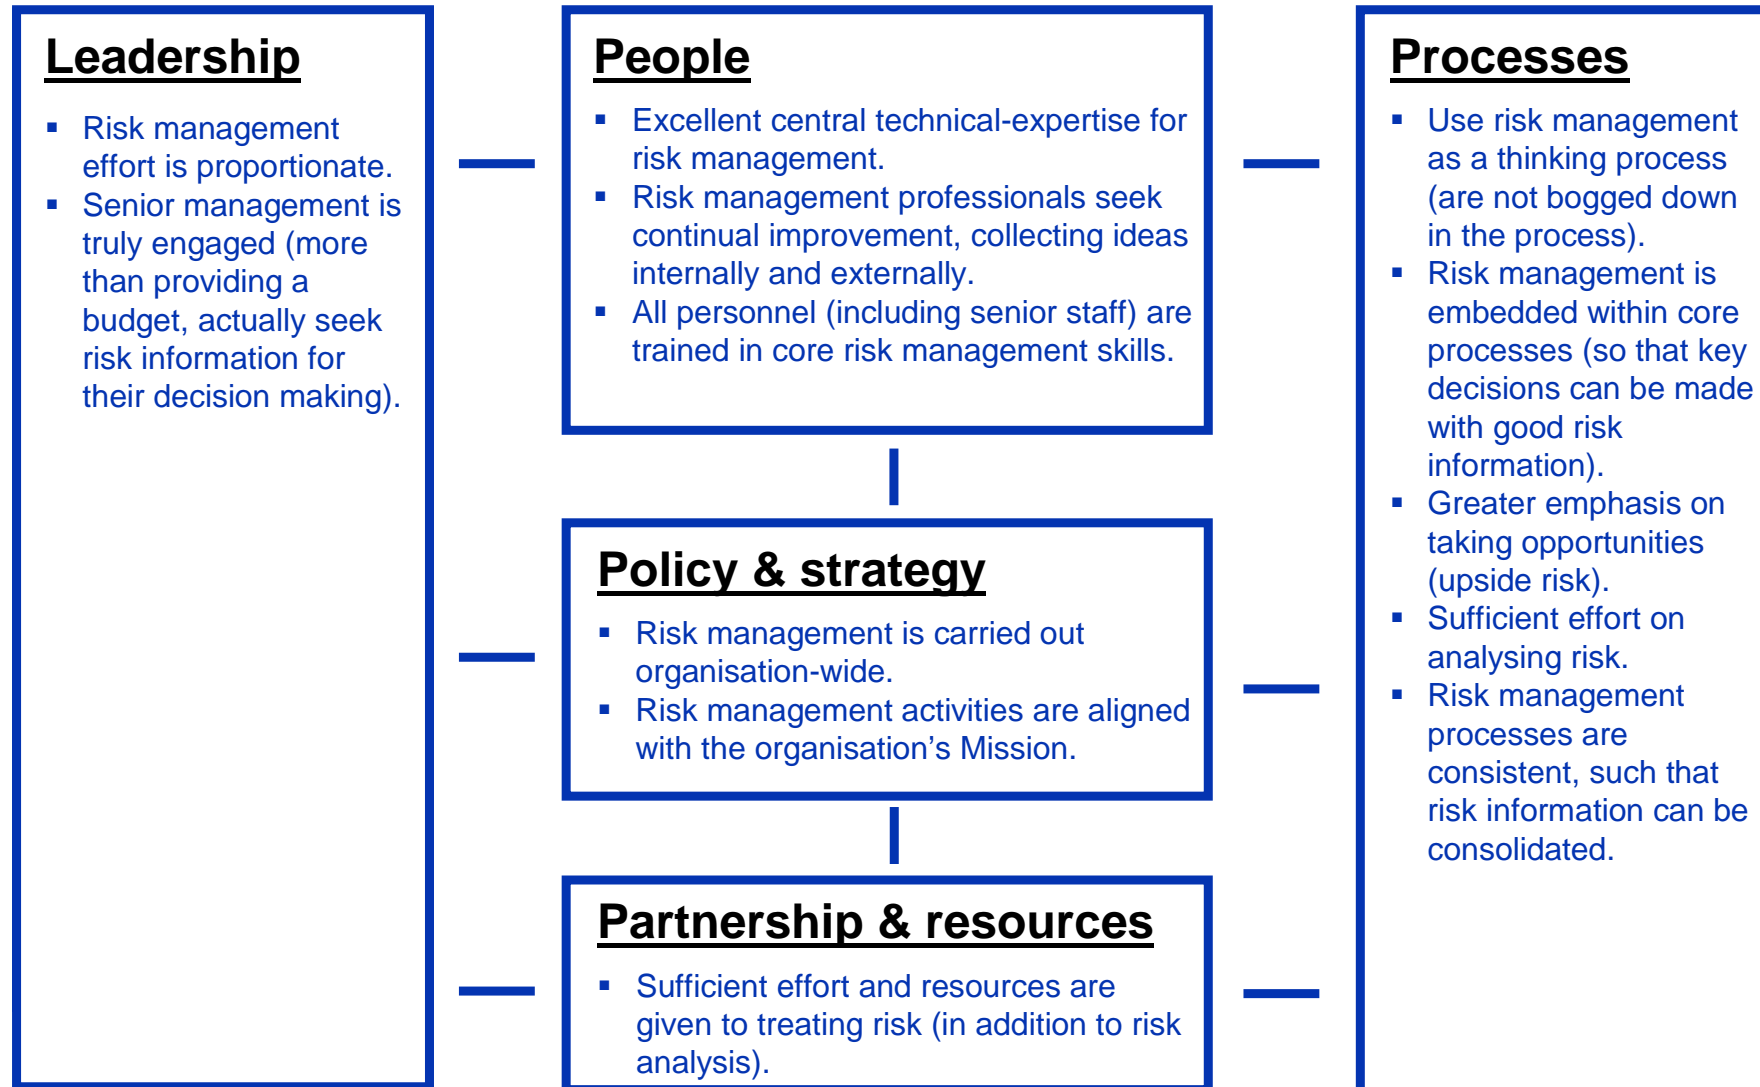 Leadership
▪ Risk management
effort is proportionate.
▪ Senior management is
truly engaged (more
than providing a
budget, actually seek
risk information for
their decision making).
People
▪ Excellent central technical-expertise for
risk management.
▪ Risk management professionals seek
continual improvement, collecting ideas
internally and externally.
▪ All personnel (including senior staff) are
trained in core risk management skills.
Policy & strategy
▪ Risk management is carried out
organisation-wide.
▪ Risk management activities are aligned
with the organisation’s Mission.
Partnership & resources
▪ Sufficient effort and resources are
given to treating risk (in addition to risk
analysis).
Processes
▪ Use risk management
as a thinking process
(are not bogged down
in the process).
▪ Risk management is
embedded within core
processes (so that key
decisions can be made
with good risk
information).
▪ Greater emphasis on
taking opportunities
(upside risk).
▪ Sufficient effort on
analysing risk.
▪ Risk management
processes are
consistent, such that
risk information can be
consolidated.